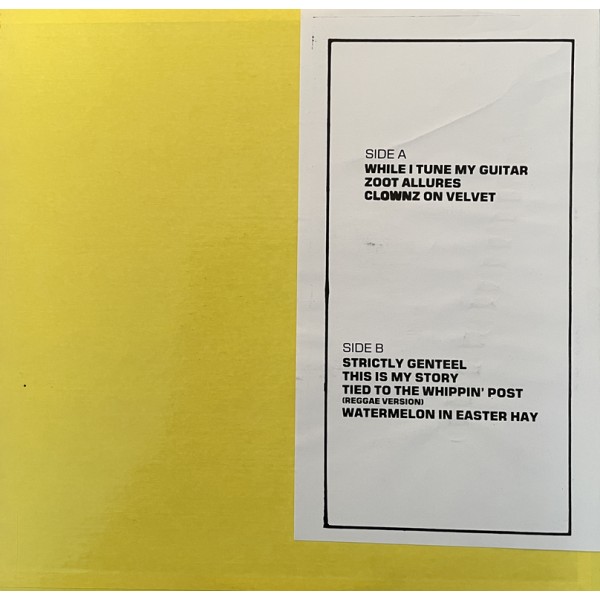 SIDE A
WHILE I TUNE MY GUITAR
ZOOT ALLURES
CLOWNZ ON VELVET
SIDE B
STRICTLY GENTEEL
THIS IS MY STORY
TIED TO THE WHIPPIN' POST
(REGGAE VERSION)
WATERMELON IN EASTER HAY